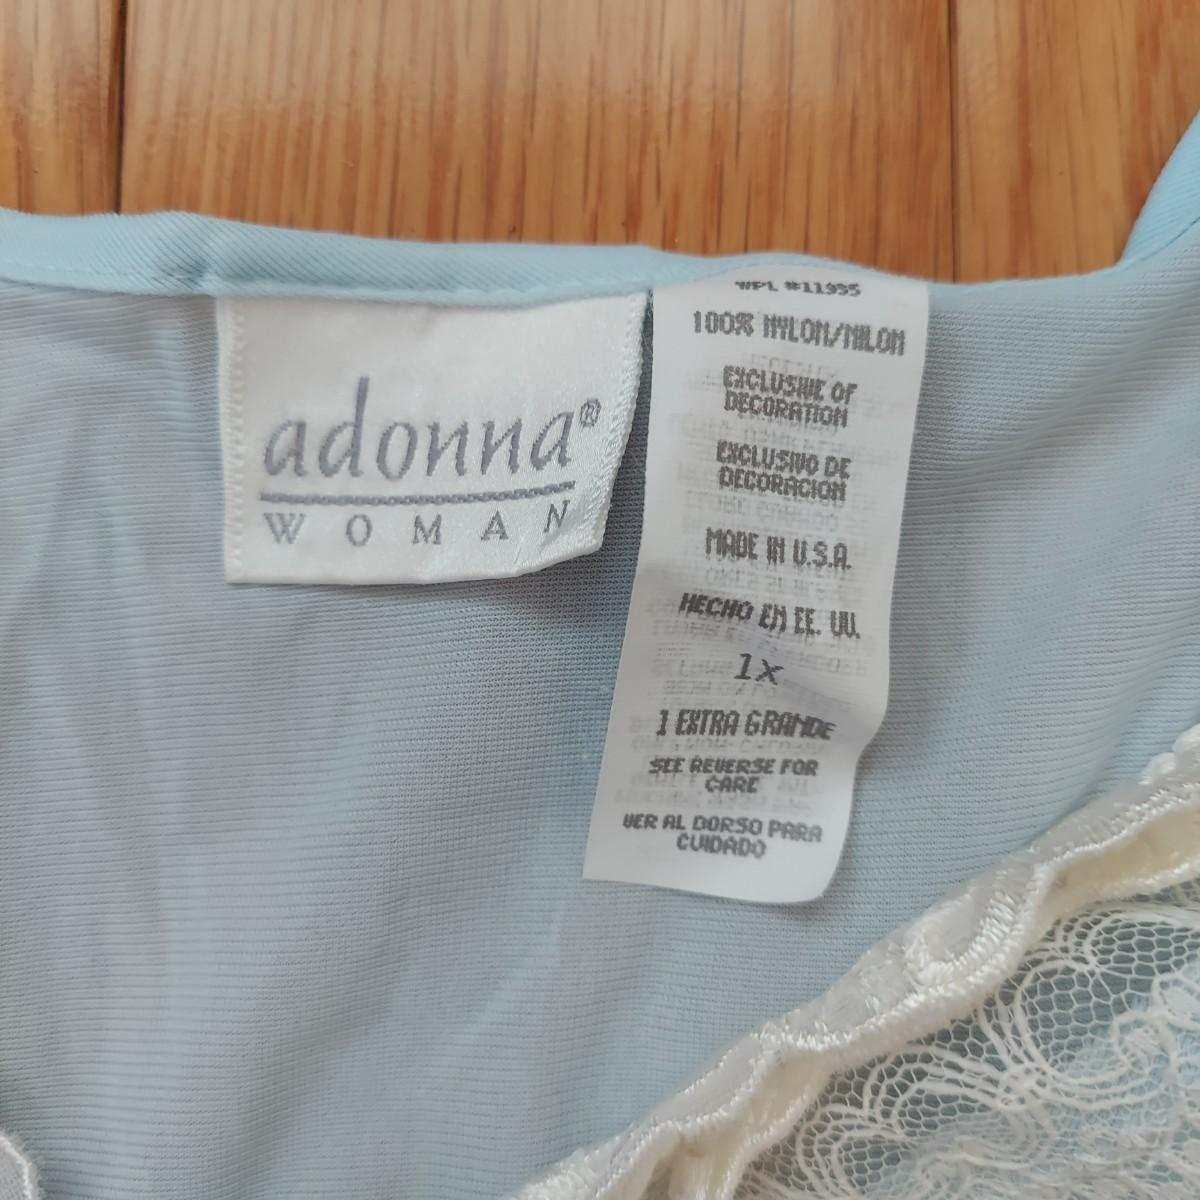 adonna®
WOMAN
WPL #11995
100% NYLON/NILON
EXCLUSIVE OF
DECORATION
EXCLUSIVO DE
DECORACION
MADE IN U.S.A.
HECHO EN EE. UU.
1X
1 EXTRA GRANDE
SEE REVERSE FOR
CARE
VER AL DORSO PARA
CUIDADO